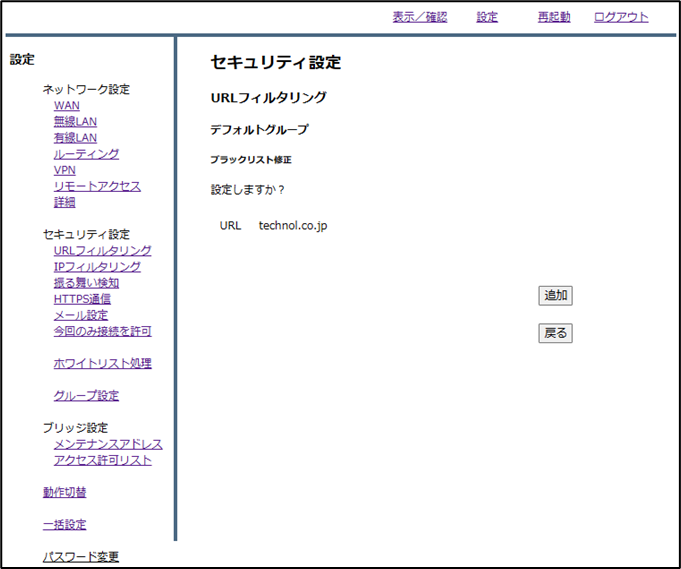 表示／確認 設定 再起動 ログアウト
設定
ネットワーク設定
WAN
無線LAN
有線LAN
ルーティング
VPN
リモートアクセス
詳細
セキュリティ設定
URLフィルタリング
IPフィルタリング
振る舞い検知
HTTPS通信
メール設定
今回のみ接続を許可
ホワイトリスト処理
グループ設定
ブリッジ設定
メンテナンスアドレス
アクセス許可リスト
動作切替
一括設定
パスワード変更
セキュリティ設定
URLフィルタリング
デフォルトグループ
ブラックリスト修正
設定しますか？
URL technol.co.jp
追加
戻る